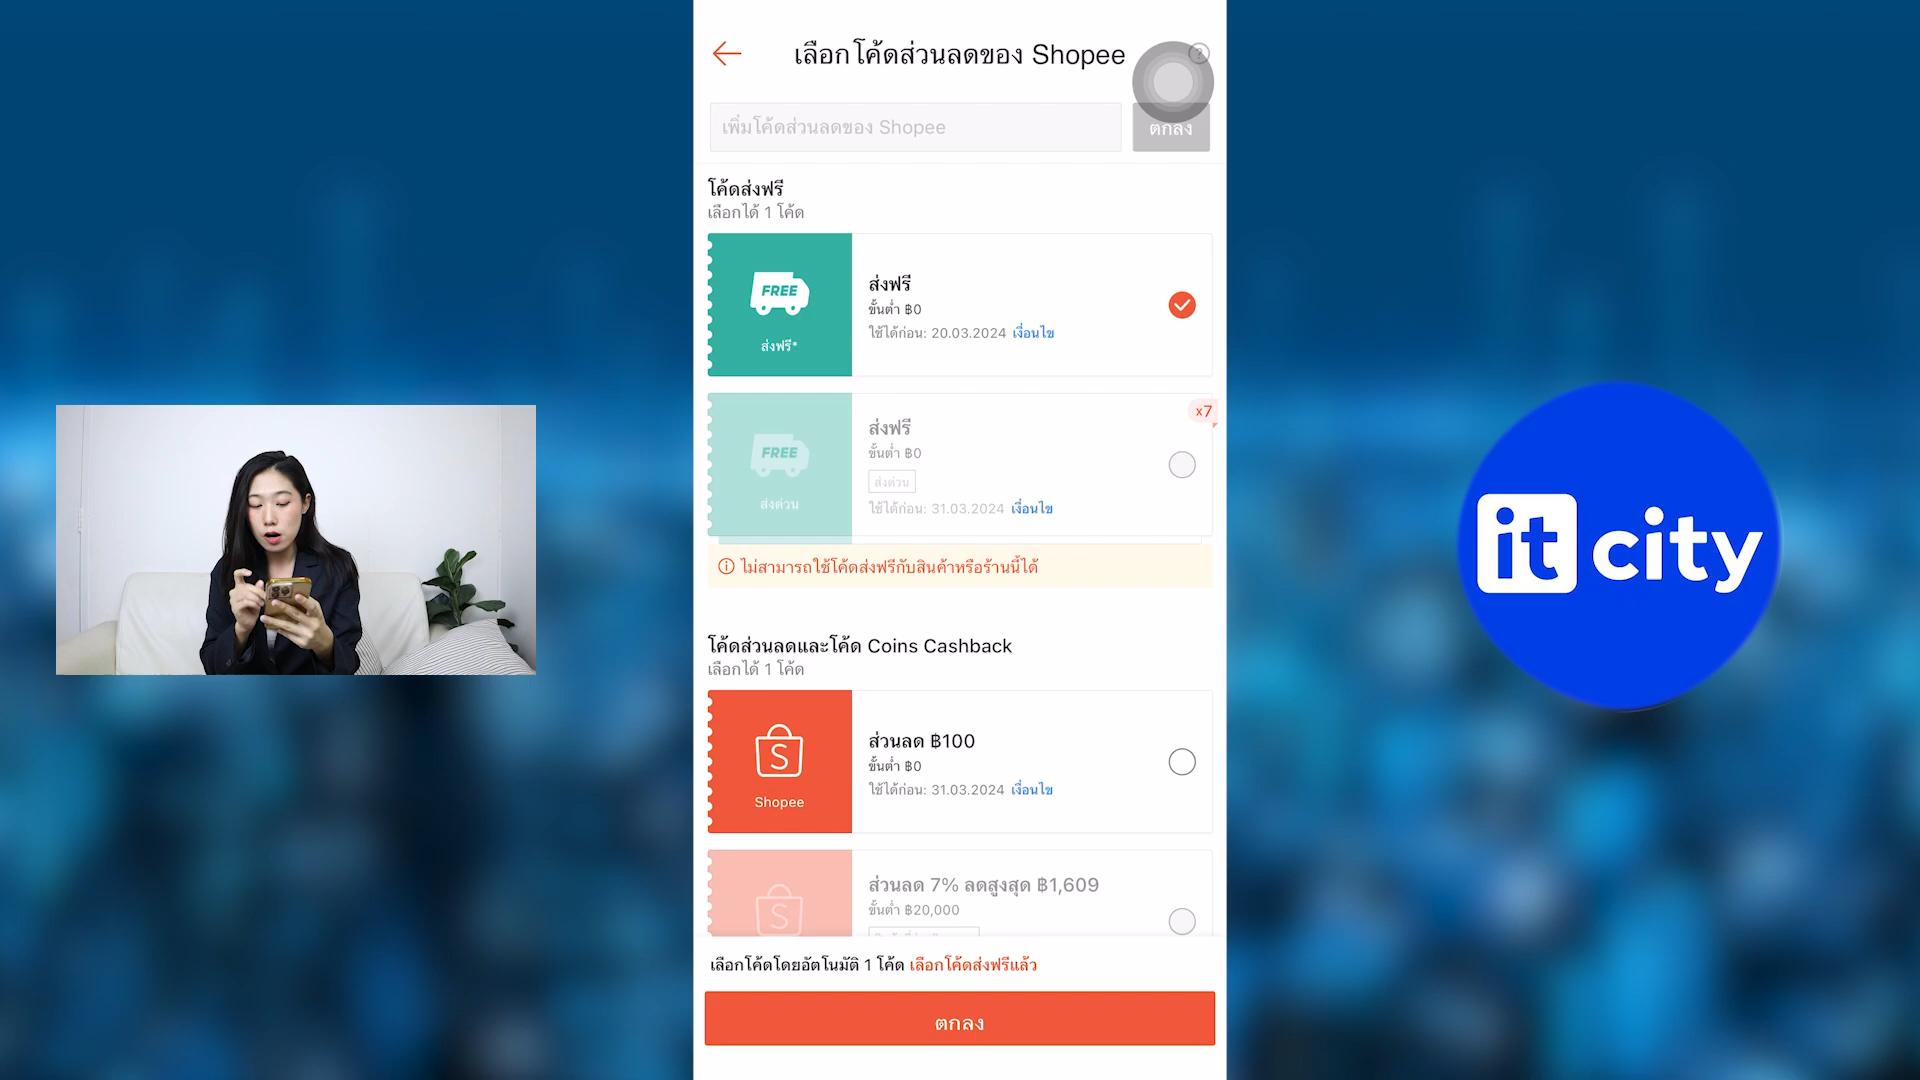 เลือกโค้ดส่วนลดของ Shopee
เพิ่มโค้ดส่วนลดของ Shopee
ตกลง
โค้ดส่งฟรี
เลือกได้ 1 โค้ด
FREE
ส่งฟรี*
ส่งฟรี
ขั้นต่ำ ฿0
ใช้ได้ก่อน: 20.03.2024 เงื่อนไข
x7
FREE
ส่งด่วน
ส่งฟรี
ขั้นต่ำ ฿0
ส่งด่วน
ใช้ได้ก่อน: 31.03.2024 เงื่อนไข
ไม่สามารถใช้โค้ดส่งฟรีกับสินค้าหรือร้านนี้ได้
โค้ดส่วนลดและโค้ด Coins Cashback
เลือกได้ 1 โค้ด
S
Shopee
ส่วนลด ฿100
ขั้นต่ำ ฿0
ใช้ได้ก่อน: 31.03.2024 เงื่อนไข
S
ส่วนลด 7% ลดสูงสุด ฿1,609
ขั้นต่ำ ฿20,000
เลือกโค้ดโดยอัตโนมัติ 1 โค้ด เลือกโค้ดส่งฟรีแล้ว
ตกลง
it city